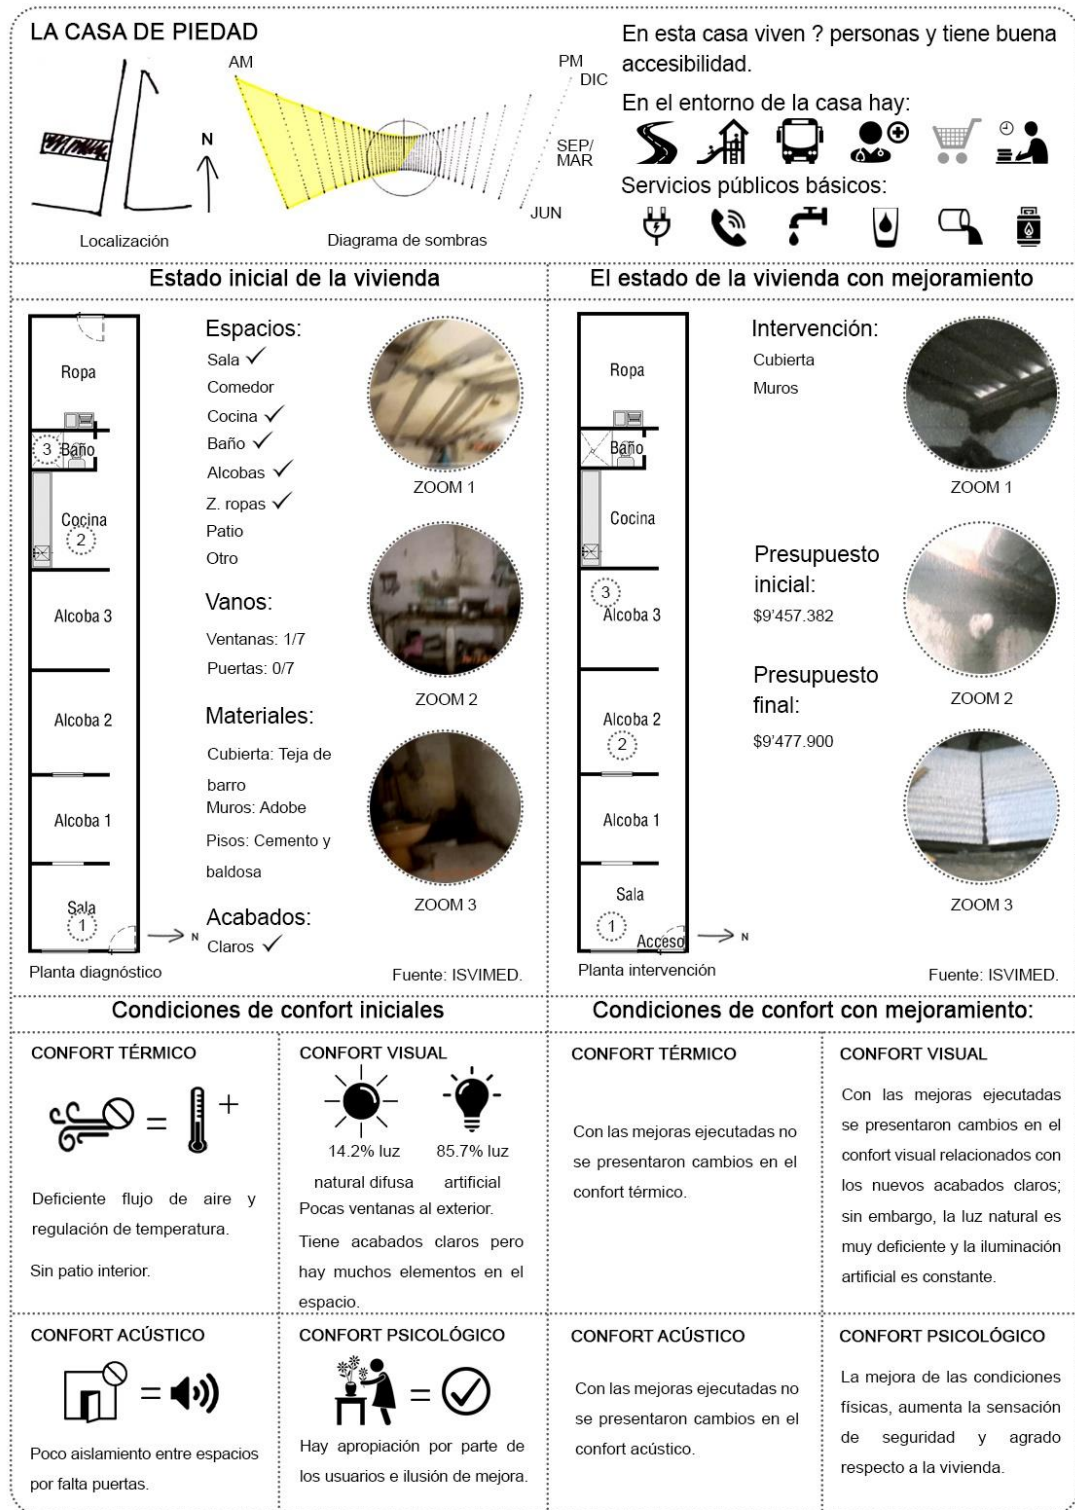 LA CASA DE PIEDAD
AM
PM
DIC
SEP/
MAR
JUN
N
Localización
Diagrama de sombras
En esta casa viven ? personas y tiene buena
accesibilidad.
En el entorno de la casa hay:
Servicios públicos básicos:
Estado inicial de la vivienda
Ropa
3
Baño
Cocina
2
Alcoba 3
Alcoba 2
Alcoba 1
Sala
1
N
Planta diagnóstico
Espacios:
Sala ✓
Comedor
Cocina ✓
Baño ✓
Alcobas ✓
Z. ropas ✓
Patio
Otro
Vanos:
Ventanas: 1/7
Puertas: 0/7
Materiales:
Cubierta: Teja de
barro
Muros: Adobe
Pisos: Cemento y
baldosa
Acabados:
Claros ✓
ZOOM 1
ZOOM 2
ZOOM 3
Fuente: ISVIMED.
El estado de la vivienda con mejoramiento
Ropa
Baño
Cocina
3
Alcoba 3
Alcoba 2
2
Alcoba 1
Sala
1
Acceso
N
Planta intervención
Intervención:
Cubierta
Muros
Presupuesto
inicial:
$9'457.382
Presupuesto
final:
$9'477.900
ZOOM 1
ZOOM 2
ZOOM 3
Fuente: ISVIMED.
Condiciones de confort iniciales
CONFORT TÉRMICO
= +
Deficiente flujo de aire y
regulación de temperatura.
Sin patio interior.
CONFORT VISUAL
14.2% luz
natural difusa
85.7% luz
artificial
Pocas ventanas al exterior.
Tiene acabados claros pero
hay muchos elementos en el
espacio.
CONFORT ACÚSTICO
=
Poco aislamiento entre espacios
por falta puertas.
CONFORT PSICOLÓGICO
=
Hay apropiación por parte de
los usuarios e ilusión de mejora.
Condiciones de confort con mejoramiento:
CONFORT TÉRMICO
Con las mejoras ejecutadas no
se presentaron cambios en el
confort térmico.
CONFORT VISUAL
Con las mejoras ejecutadas
se presentaron cambios en el
confort visual relacionados con
los nuevos acabados claros;
sin embargo, la luz natural es
muy deficiente y la iluminación
artificial es constante.
CONFORT ACÚSTICO
Con las mejoras ejecutadas no
se presentaron cambios en el
confort acústico.
CONFORT PSICOLÓGICO
La mejora de las condiciones
físicas, aumenta la sensación
de seguridad y agrado
respecto a la vivienda.